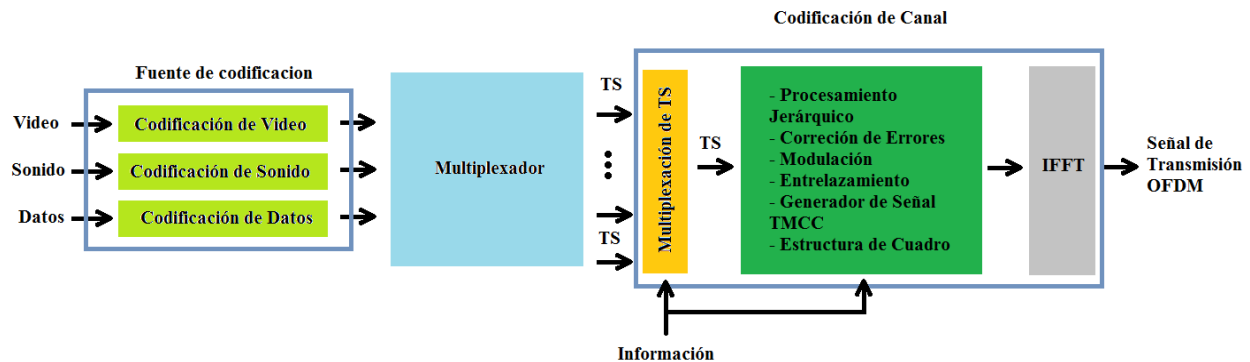 Codificación de Canal
Fuente de codificacion
Video
Codificación de Video
Sonido
Codificación de Sonido
Datos
Codificación de Datos
Multiplexador
TS
TS
Multiplexación de TS
TS
- Procesamiento
Jerárquico
- Correción de Errores
- Modulación
- Entrelazamiento
- Generador de Señal
TMCC
- Estructura de Cuadro
IFFT
Señal de
Transmisión
OFDM
Información